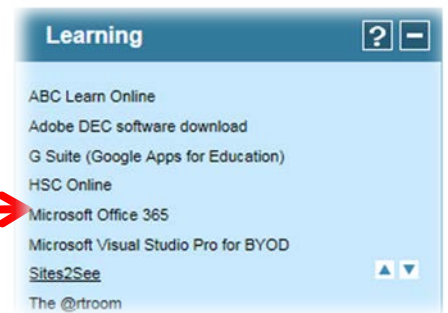 Learning
? –
ABC Learn Online
Adobe DEC software download
G Suite (Google Apps for Education)
HSC Online
Microsoft Office 365
Microsoft Visual Studio Pro for BYOD
Sites2See
The @rtroom